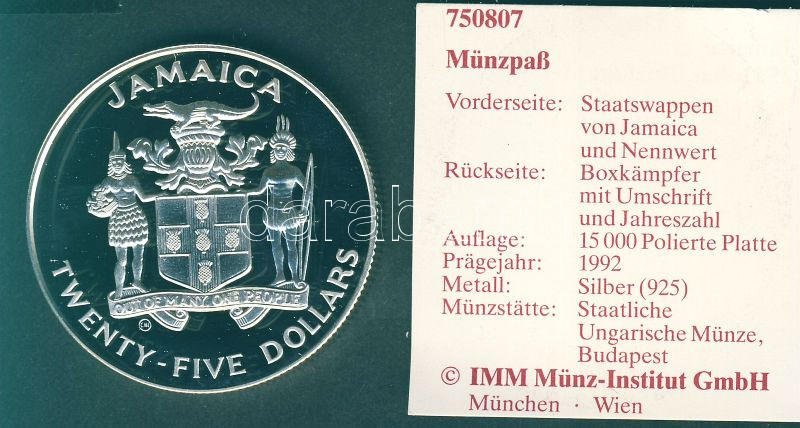 JAMAICA
OUT OF MANY ONE PEOPLE
TWENTY-FIVE DOLLARS
darab
750807
Münzpaß
Vorderseite: Staatswappen
von Jamaica
und Nennwert
Rückseite: Boxkämpfer
mit Umschrift
und Jahreszahl
Auflage: 15 000 Polierte Platte
Prägejahr: 1992
Metall: Silber (925)
Münzstätte: Staatliche
Ungarische Münze,
Budapest
© IMM Münz-Institut GmbH
München · Wien